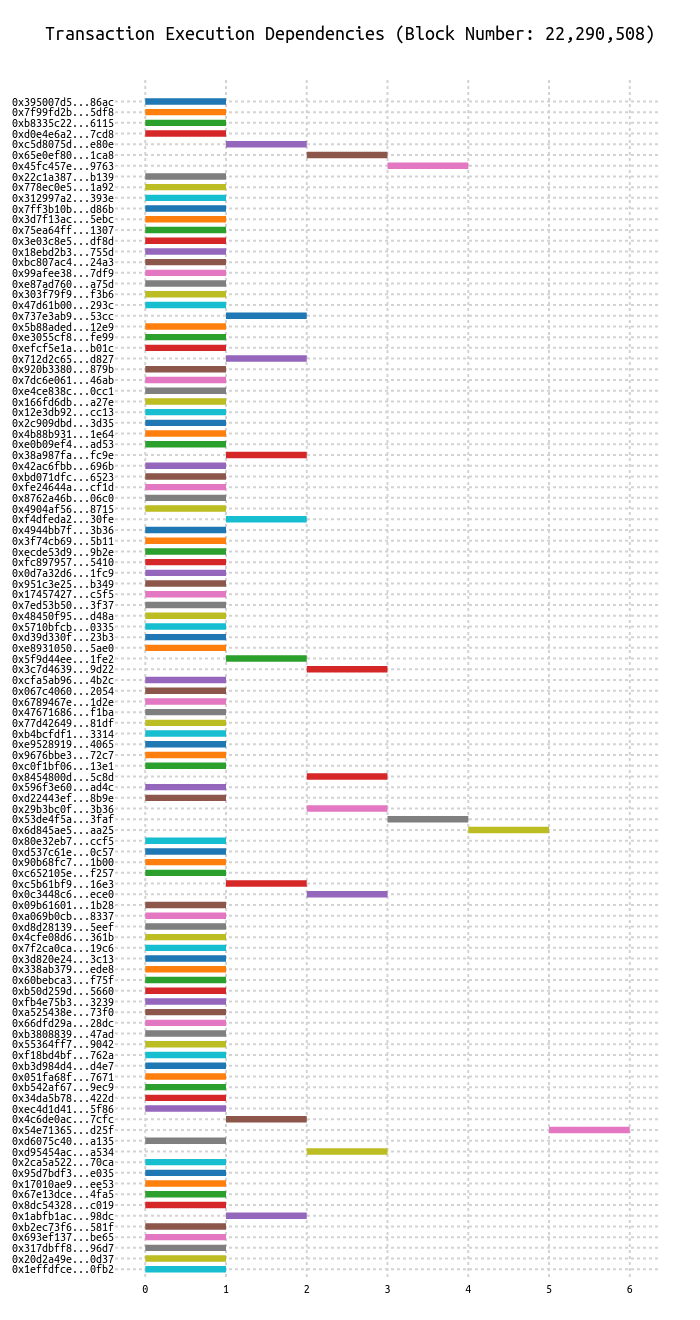 Transaction Execution Dependencies (Block Number: 22,290,508)
0x395007d5...86ac
0x7f99fd2b...5df8
0xb8335c22...6115
0xd0e4e6a2...7cd8
0xc5d8075d...e80e
0x65e0ef80...1ca8
0x45fc457e...9763
0x22c1a387...b139
0x778ec0e5...1a92
0x312997a2...393e
0x7ff3b10b...d86b
0x3d7f13ac...5ebc
0x75ea64ff...1307
0x3e03c8e5...df8d
0x18ebd2b3...755d
0xbc807ac4...24a3
0x99afee38...7df9
0xe87ad760...a75d
0x303f79f9...f3b6
0x47d61b00...293c
0x737e3ab9...53cc
0x5b88aded...12e9
0xe3055cf8...fe99
0xefcf5e1a...b01c
0x712d2c65...d827
0x920b3380...879b
0x7dc6e061...46ab
0xe4ce838c...0cc1
0x166fd6db...a27e
0x12e3db92...cc13
0x2c909dbd...3d35
0x4b88b931...1e64
0xe0b09ef4...ad53
0x38a987fa...fc9e
0x42ac6fbb...696b
0xbd071dfc...6523
0xfe24644a...cf1d
0x8762a46b...06c0
0x4904af56...8715
0xf4dfeda2...30fe
0x4944bb7f...3b36
0x3f74cb69...5b11
0xecde53d9...9b2e
0xfc897957...5410
0x0d7a32d6...1fc9
0x951c3e25...b349
0x17457427...c5f5
0x7ed53b50...3f37
0x48450f95...d48a
0x5710bfcb...0335
0xd39d330f...23b3
0xe8931050...5ae0
0x5f9d44ee...1fe2
0x3c7d4639...9d22
0xcfa5ab96...4b2c
0x067c4060...2054
0x6789467e...1d2e
0x47671686...f1ba
0x77d42649...81df
0xb4bcfdf1...3314
0xe9528919...4065
0x9676bbe3...72c7
0xc0f1bf06...13e1
0x8454800d...5c8d
0x596f3e60...ad4c
0xd22443ef...8b9e
0x29b3bc0f...3b36
0x53de4f5a...3faf
0x6d845ae5...aa25
0x80e32eb7...ccf5
0xd537c61e...0c57
0x90b68fc7...1b00
0xc652105e...f257
0xc5b61bf9...16e3
0x0c3448c6...ece0
0x09b61601...1b28
0xa069b0cb...8337
0xd8d28139...5eef
0x4cfe08d6...361b
0x7f2ca0ca...19c6
0x3d820e24...3c13
0x338ab379...ede8
0x60bebca3...f75f
0xb50d259d...5660
0xfb4e75b3...3239
0xa525438e...73f0
0x66dfd29a...28dc
0xb3808839...47ad
0x55364ff7...9042
0xf18bd4bf...762a
0xb3d984d4...d4e7
0x051fa68f...7671
0xb542af67...9ec9
0x34da5b78...422d
0xec4d1d41...5f86
0x4c6de0ac...7cfc
0x54e71365...d25f
0xd6075c40...a135
0xd95454ac...a534
0x2ca5a522...70ca
0x95d7bdf3...e035
0x17010ae9...ee53
0x67e13dce...4fa5
0x8dc54328...c019
0x1abfb1ac...98dc
0xb2ec73f6...581f
0x693ef137...be65
0x317dbff8...96d7
0x20d2a49e...0d37
0x1effdfce...0fb2
0 1 2 3 4 5 6